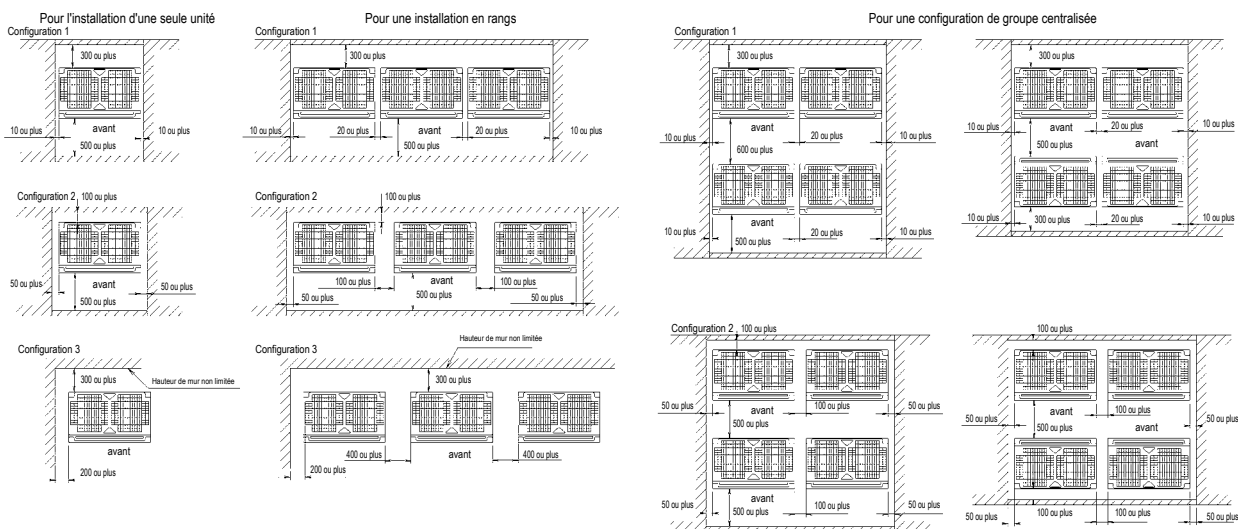 Pour l'installation d'une seule unité
Configuration 1
300 ou plus
10 ou plus
avant
10 ou plus
500 ou plus
Configuration 2
100 ou plus
50 ou plus
avant
50 ou plus
500 ou plus
Configuration 3
Hauteur de mur non limitée
300 ou plus
avant
200 ou plus
Pour une installation en rangs
Configuration 1
300 ou plus
10 ou plus
20 ou plus
avant
20 ou plus
10 ou plus
500 ou plus
Configuration 2
100 ou plus
100 ou plus
avant
100 ou plus
50 ou plus
500 ou plus
50 ou plus
Configuration 3
Hauteur de mur non limitée
300 ou plus
400 ou plus
avant
400 ou plus
200 ou plus
Pour une configuration de groupe centralisée
Configuration 1
300 ou plus
10 ou plus
avant
20 ou plus
10 ou plus
600 ou plus
10 ou plus
avant
20 ou plus
10 ou plus
500 ou plus
300 ou plus
10 ou plus
avant
20 ou plus
10 ou plus
500 ou plus
avant
10 ou plus
300 ou plus
20 ou plus
10 ou plus
Configuration 2
100 ou plus
50 ou plus
avant
100 ou plus
50 ou plus
500 ou plus
50 ou plus
avant
100 ou plus
50 ou plus
500 ou plus
100 ou plus
50 ou plus
avant
100 ou plus
50 ou plus
500 ou plus
avant
50 ou plus
100 ou plus
100 ou plus
50 ou plus